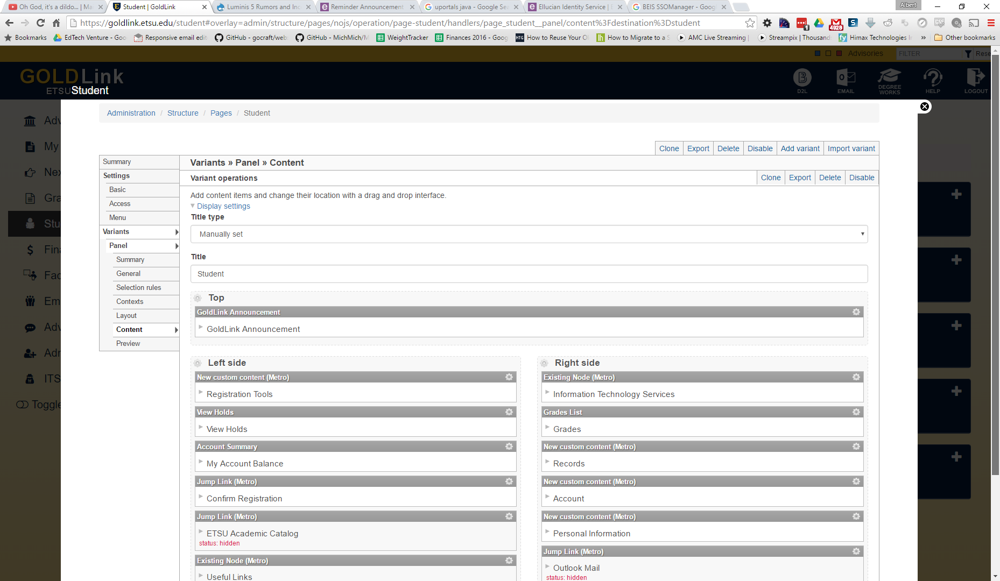 Oh God, it's a dildo... | Ma
Student | GoldLink
Luminis 5 Rumors and Inc
Reminder Announcement
uportals java - Google Sea
Ellucian Identity Service | E
BEIS SSOManager - Goog
Albert
https://goldlink.etsu.edu/student#overlay=admin/structure/pages/nojs/operation/page-student/handlers/page_student__panel/content%3Fdestination%3Dstudent
4928
Bookmarks
EdTech Venture - Goo
Responsive email edit
GitHub - gocraft/web:
GitHub - MichMich/M
WeightTracker
Finances 2016 - Goog
HTG How to Reuse Your Ol
How to Migrate to a S
AMC Live Streaming |
Streampix | Thousand
Himax Technologies In
»
Other bookmarks
Advisories
FILTER
Rese
GOLDLink
ETSU
Student
D2L
EMAIL
DEGREE WORKS
HELP
LOGOUT
Adv
My
Nex
Gra
Stu
Fina
Fac
Em
Adv
Adn
ITS
Toggle
Administration / Structure / Pages / Student
Clone
Export
Delete
Disable
Add variant
Import variant
Summary
Settings
Basic
Access
Menu
Variants
Panel
Summary
General
Selection rules
Contexts
Layout
Content
Preview
Variants » Panel » Content
Variant operations
Clone
Export
Delete
Disable
Add content items and change their location with a drag and drop interface.
Display settings
Title type
Manually set
Title
Student
Top
GoldLink Announcement
GoldLink Announcement
Left side
New custom content (Metro)
Registration Tools
View Holds
View Holds
Account Summary
My Account Balance
Jump Link (Metro)
Confirm Registration
Jump Link (Metro)
ETSU Academic Catalog
status: hidden
Existing Node (Metro)
Useful Links
Right side
Existing Node (Metro)
Information Technology Services
Grades List
Grades
New custom content (Metro)
Records
New custom content (Metro)
Account
New custom content (Metro)
Personal Information
Jump Link (Metro)
Outlook Mail
status: hidden